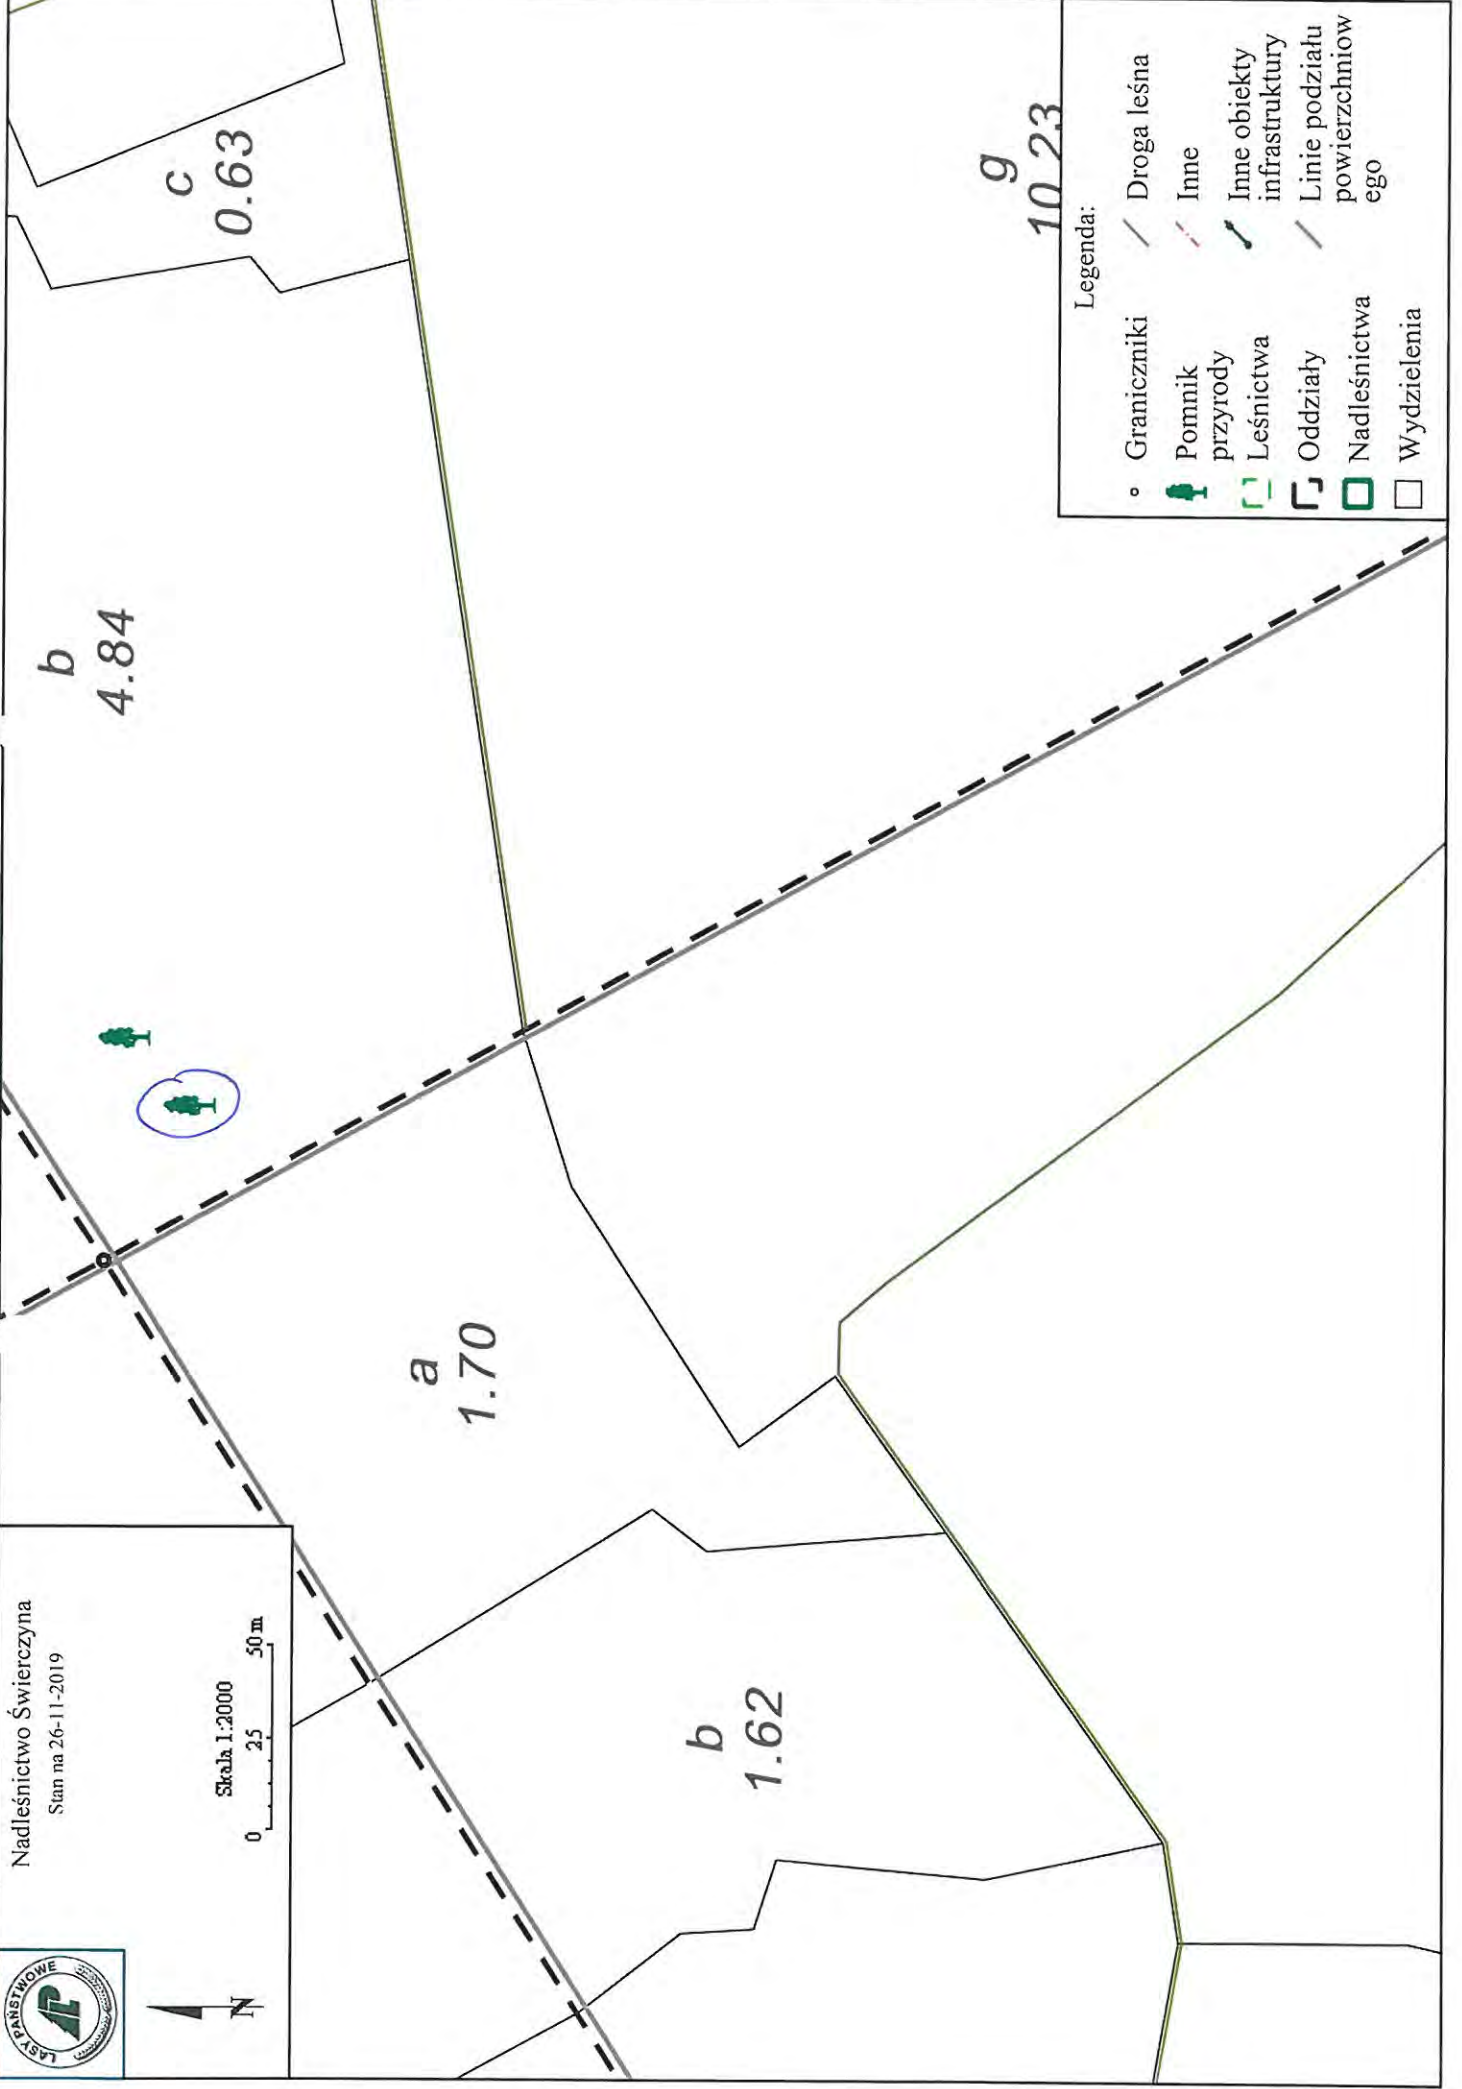 LASY PAŃSTWOWE
LP
Nadleśnictwo Świerczyna
Stan na 26-11-2019
Skala 1:2000
0 25 50 m
N
b
4.84
c
0.63
a
1.70
b
1.62
g
10.23
Legenda:
Graniczniki
Pomnik
przyrody
Leśnictwa
Oddziały
Nadleśnictwa
Wydzielenia
Droga leśna
Inne
Inne obiekty
infrastruktury
Linie podziału
powierzchniow
ego